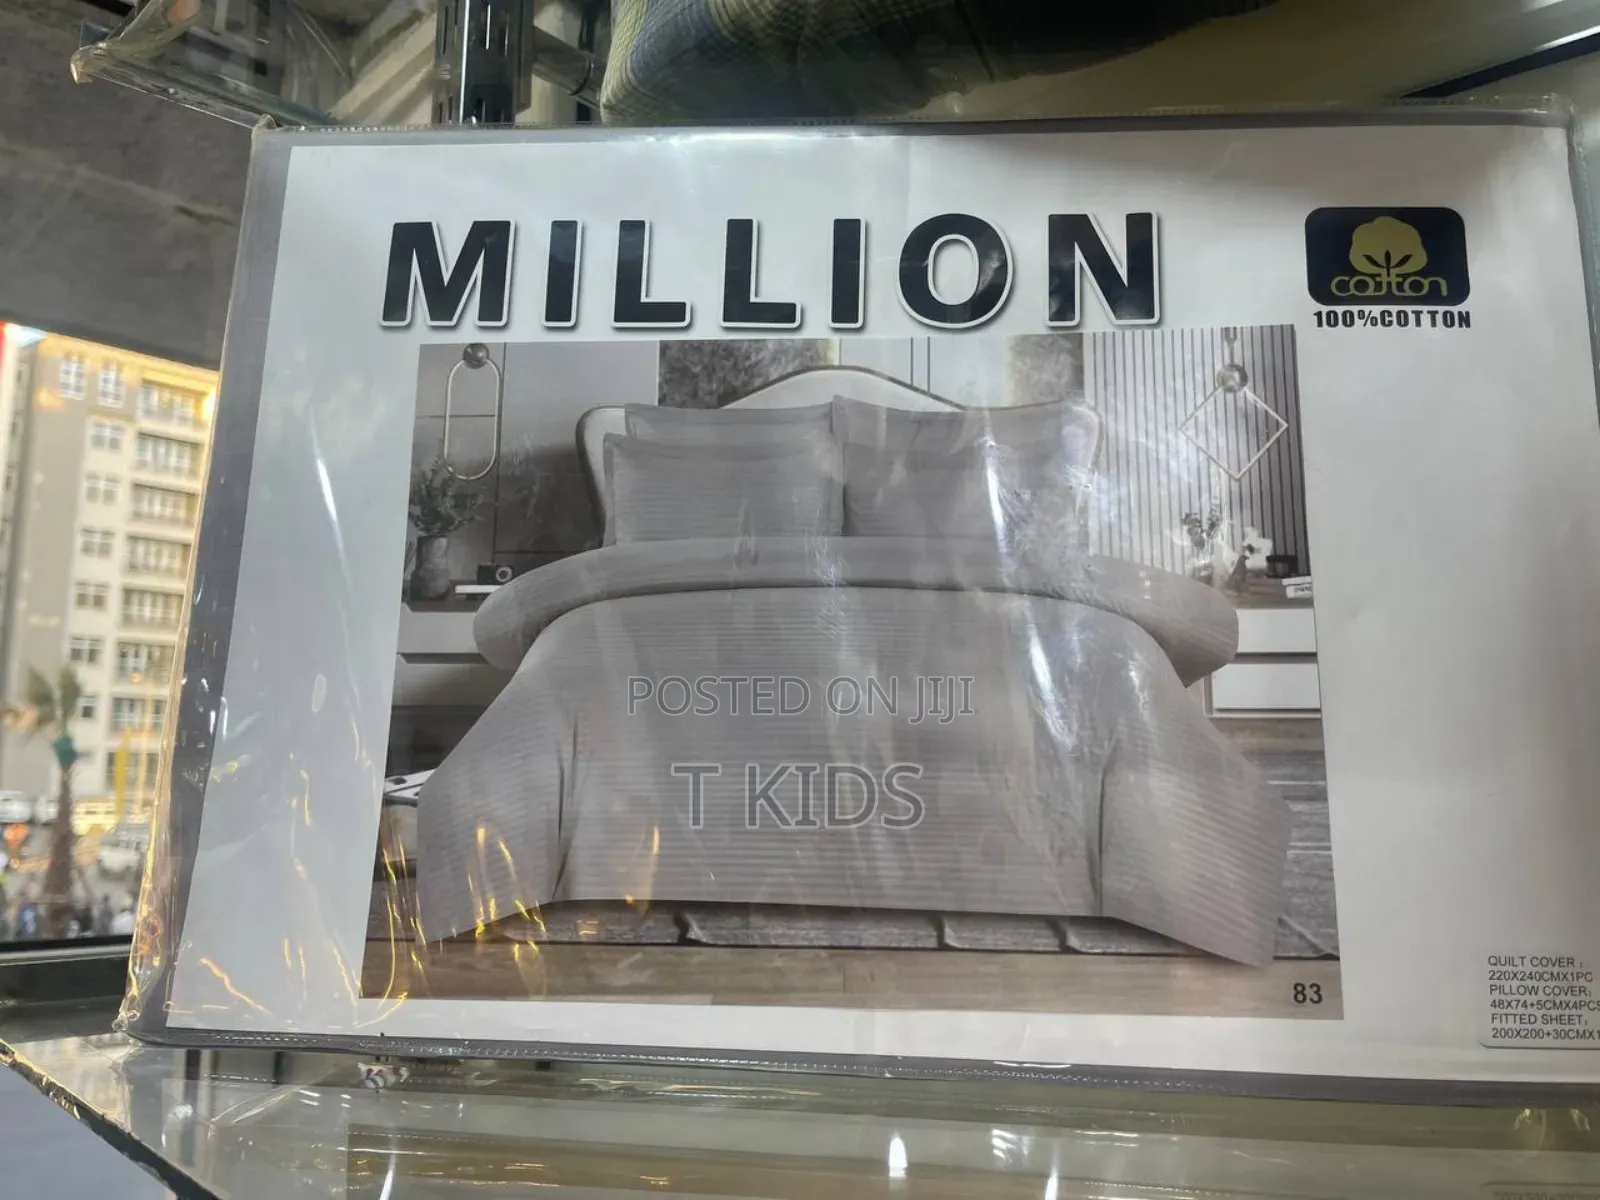 MILLION
cotton
100%COTTON
POSTED ON JIJI
T KIDS
83
QUILT COVER :
220X240CMX1PC
PILLOW COVER:
48X74+5CMX4PCS
FITTED SHEET:
200X200+30CMX1